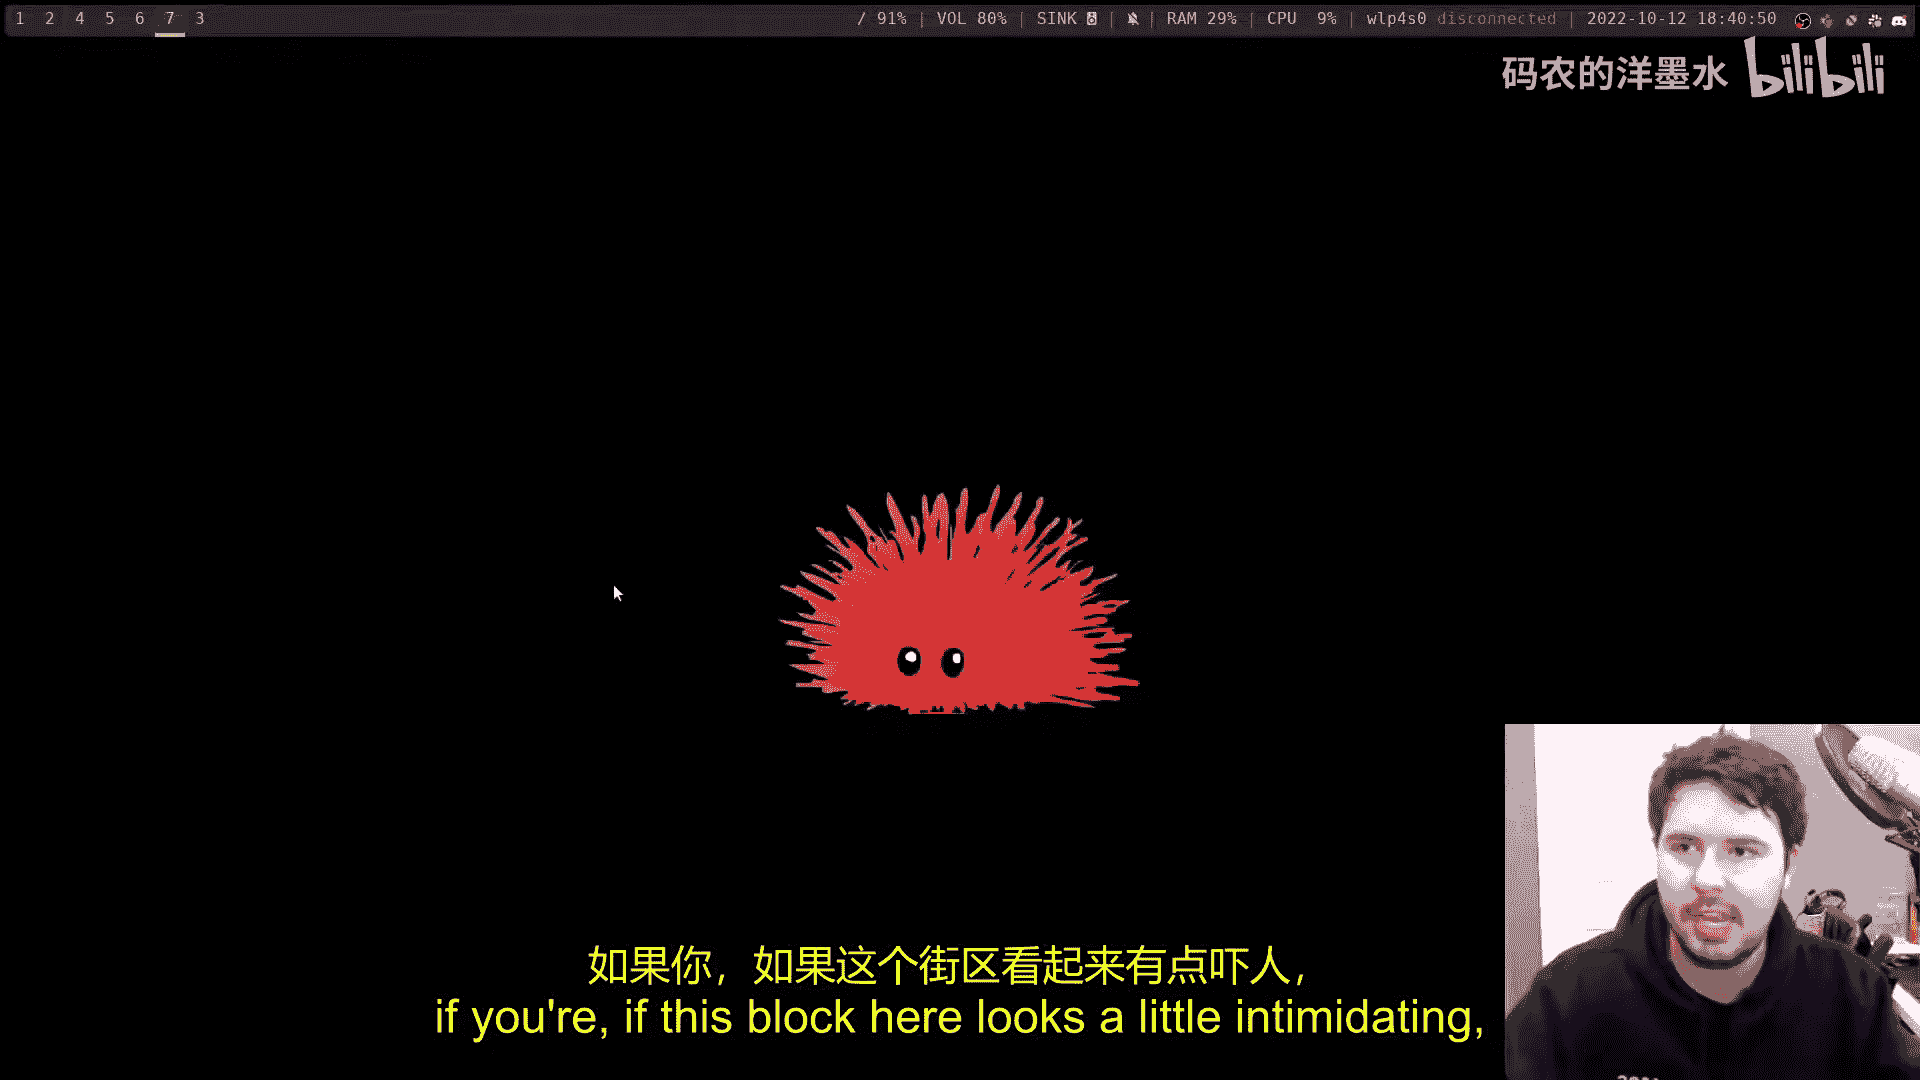 1 2 4 5 6 7 3
/ 91% | VOL 80% | SINK | | RAM 29% | CPU 9% | wlp4s0 disconnected | 2022-10-12 18:40:50
码农的洋墨水 bilibili
如果你，如果这个街区看起来有点吓人，
if you're, if this block here looks a little intimidating,